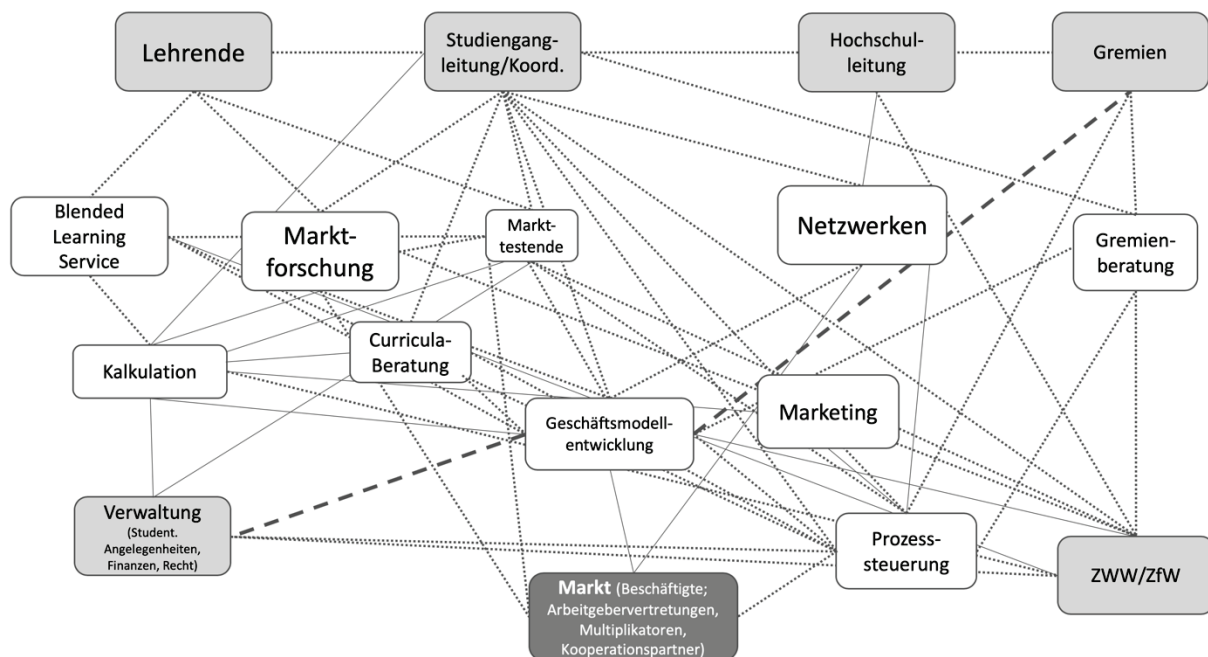 Lehrende
Studiengang-
leitung/Koord.
Hochschul-
leitung
Gremien
Blended
Learning
Service
Markt-
forschung
Markt-
testende
Netzwerken
Gremien-
beratung
Kalkulation
Curricula-
Beratung
Geschäftsmodell-
entwicklung
Marketing
Verwaltung
(Student.
Angelegenheiten,
Finanzen, Recht)
Prozess-
steuerung
ZWW/ZfW
Markt (Beschäftigte;
Arbeitgebervertretungen,
Multiplikatoren,
Kooperationspartner)